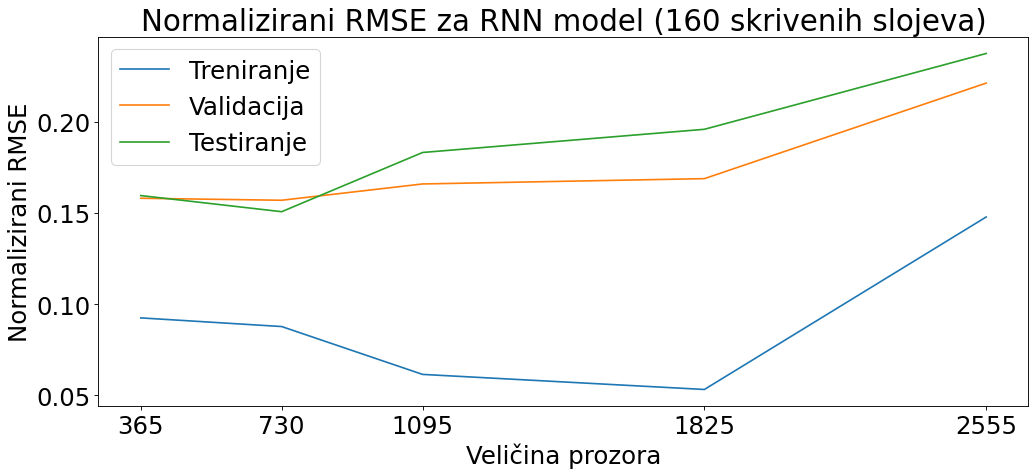 Normalizirani RMSE za RNN model (160 skrivenih slojeva)
Treniranje
Validacija
Testiranje
Normalizirani RMSE
0.20
0.15
0.10
0.05
365 730 1095 1825 2555
Veličina prozora